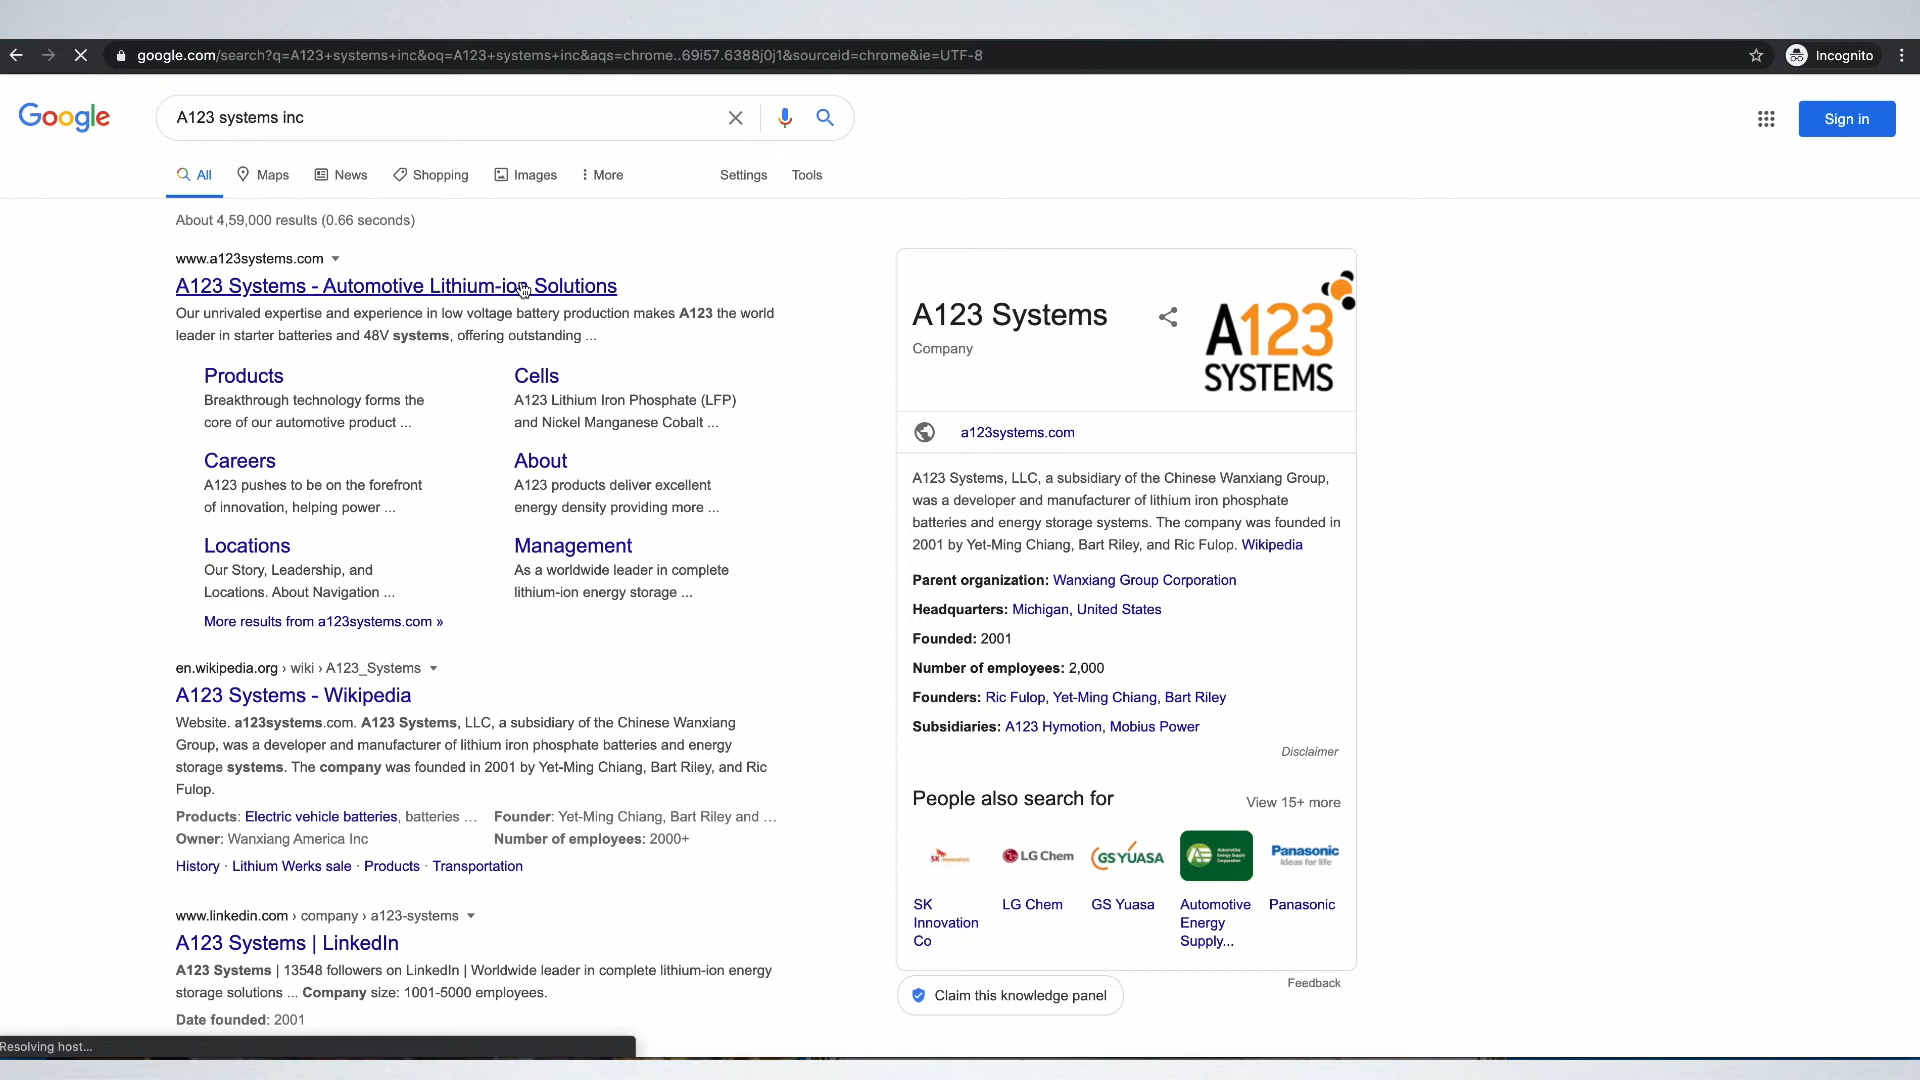 google.com/search?q=A123+systems+inc&oq=A123+systems+inc&aqs=chrome..69i57.6388j0j1&sourceid=chrome&ie=UTF-8
Incognito
Google
A123 systems inc
Sign in
All
Maps
News
Shopping
Images
More
Settings
Tools
About 4,59,000 results (0.66 seconds)
www.a123systems.com
A123 Systems - Automotive Lithium-ion Solutions
Our unrivaled expertise and experience in low voltage battery production makes A123 the world
leader in starter batteries and 48V systems, offering outstanding ...
Products
Breakthrough technology forms the
core of our automotive product ...
Cells
A123 Lithium Iron Phosphate (LFP)
and Nickel Manganese Cobalt ...
Careers
A123 pushes to be on the forefront
of innovation, helping power ...
About
A123 products deliver excellent
energy density providing more ...
Locations
Our Story, Leadership, and
Locations. About Navigation ...
Management
As a worldwide leader in complete
lithium-ion energy storage ...
More results from a123systems.com »
en.wikipedia.org › wiki › A123_Systems
A123 Systems - Wikipedia
Website. a123systems.com. A123 Systems, LLC, a subsidiary of the Chinese Wanxiang
Group, was a developer and manufacturer of lithium iron phosphate batteries and energy
storage systems. The company was founded in 2001 by Yet-Ming Chiang, Bart Riley, and Ric
Fulop.
Products: Electric vehicle batteries, batteries ...
Founder: Yet-Ming Chiang, Bart Riley and ...
Owner: Wanxiang America Inc
Number of employees: 2000+
History · Lithium Werks sale · Products · Transportation
www.linkedin.com › company › a123-systems
A123 Systems | LinkedIn
A123 Systems | 13548 followers on LinkedIn | Worldwide leader in complete lithium-ion energy
storage solutions ... Company size: 1001-5000 employees.
Date founded: 2001
Resolving host...
A123 Systems
Company
A123
SYSTEMS
a123systems.com
A123 Systems, LLC, a subsidiary of the Chinese Wanxiang Group,
was a developer and manufacturer of lithium iron phosphate
batteries and energy storage systems. The company was founded in
2001 by Yet-Ming Chiang, Bart Riley, and Ric Fulop. Wikipedia
Parent organization: Wanxiang Group Corporation
Headquarters: Michigan, United States
Founded: 2001
Number of employees: 2,000
Founders: Ric Fulop, Yet-Ming Chiang, Bart Riley
Subsidiaries: A123 Hymotion, Mobius Power
Disclaimer
People also search for
View 15+ more
SK innovation
LG Chem
GS YUASA
AE Automotive Energy Supply Corporation
Panasonic
ideas for life
SK
Innovation
Co
LG Chem
GS Yuasa
Automotive
Energy
Supply...
Panasonic
Feedback
Claim this knowledge panel